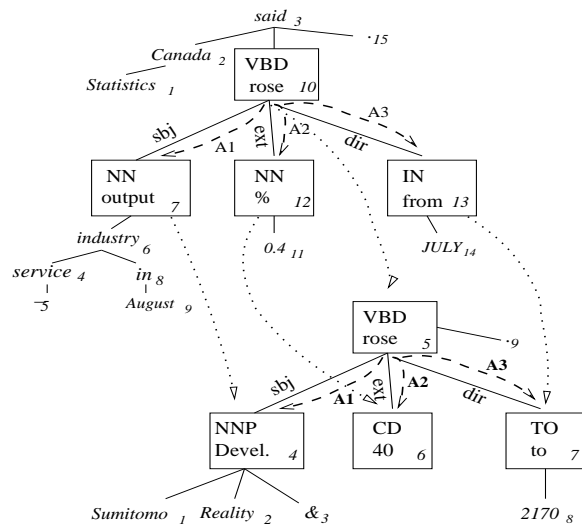 said 3
. 15
Canada 2
Statistics 1
VBD
rose 10
sbj
A1
ext
A2
dir
A3
NN
output 7
NN
% 12
IN
from 13
industry 6
0.4 11
JULY 14
service 4
in 8
– 5
August 9
VBD
rose 5
. 9
sbj
A1
ext
A2
dir
A3
NNP
Devel. 4
CD
40 6
TO
to 7
Sumitomo 1
Reality 2
& 3
2170 8